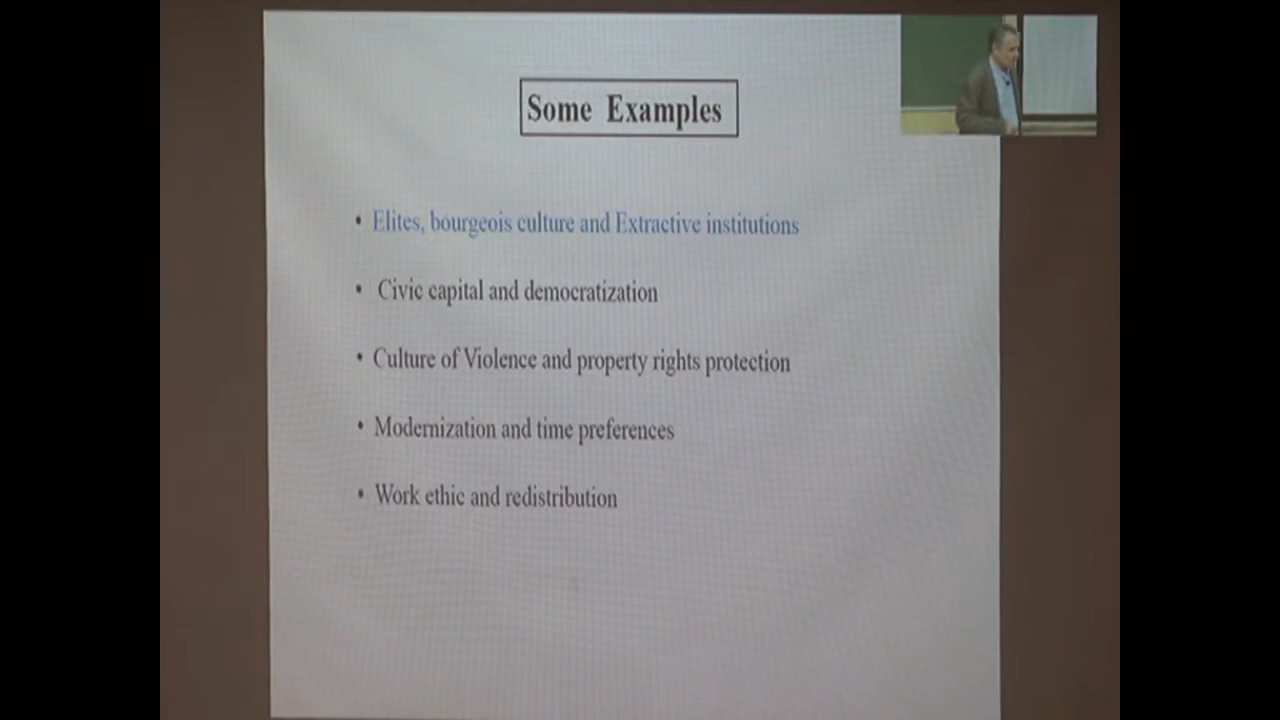 Some Examples
• Elites, bourgeois culture and Extractive institutions
• Civic capital and democratization
• Culture of Violence and property rights protection
• Modernization and time preferences
• Work ethic and redistribution